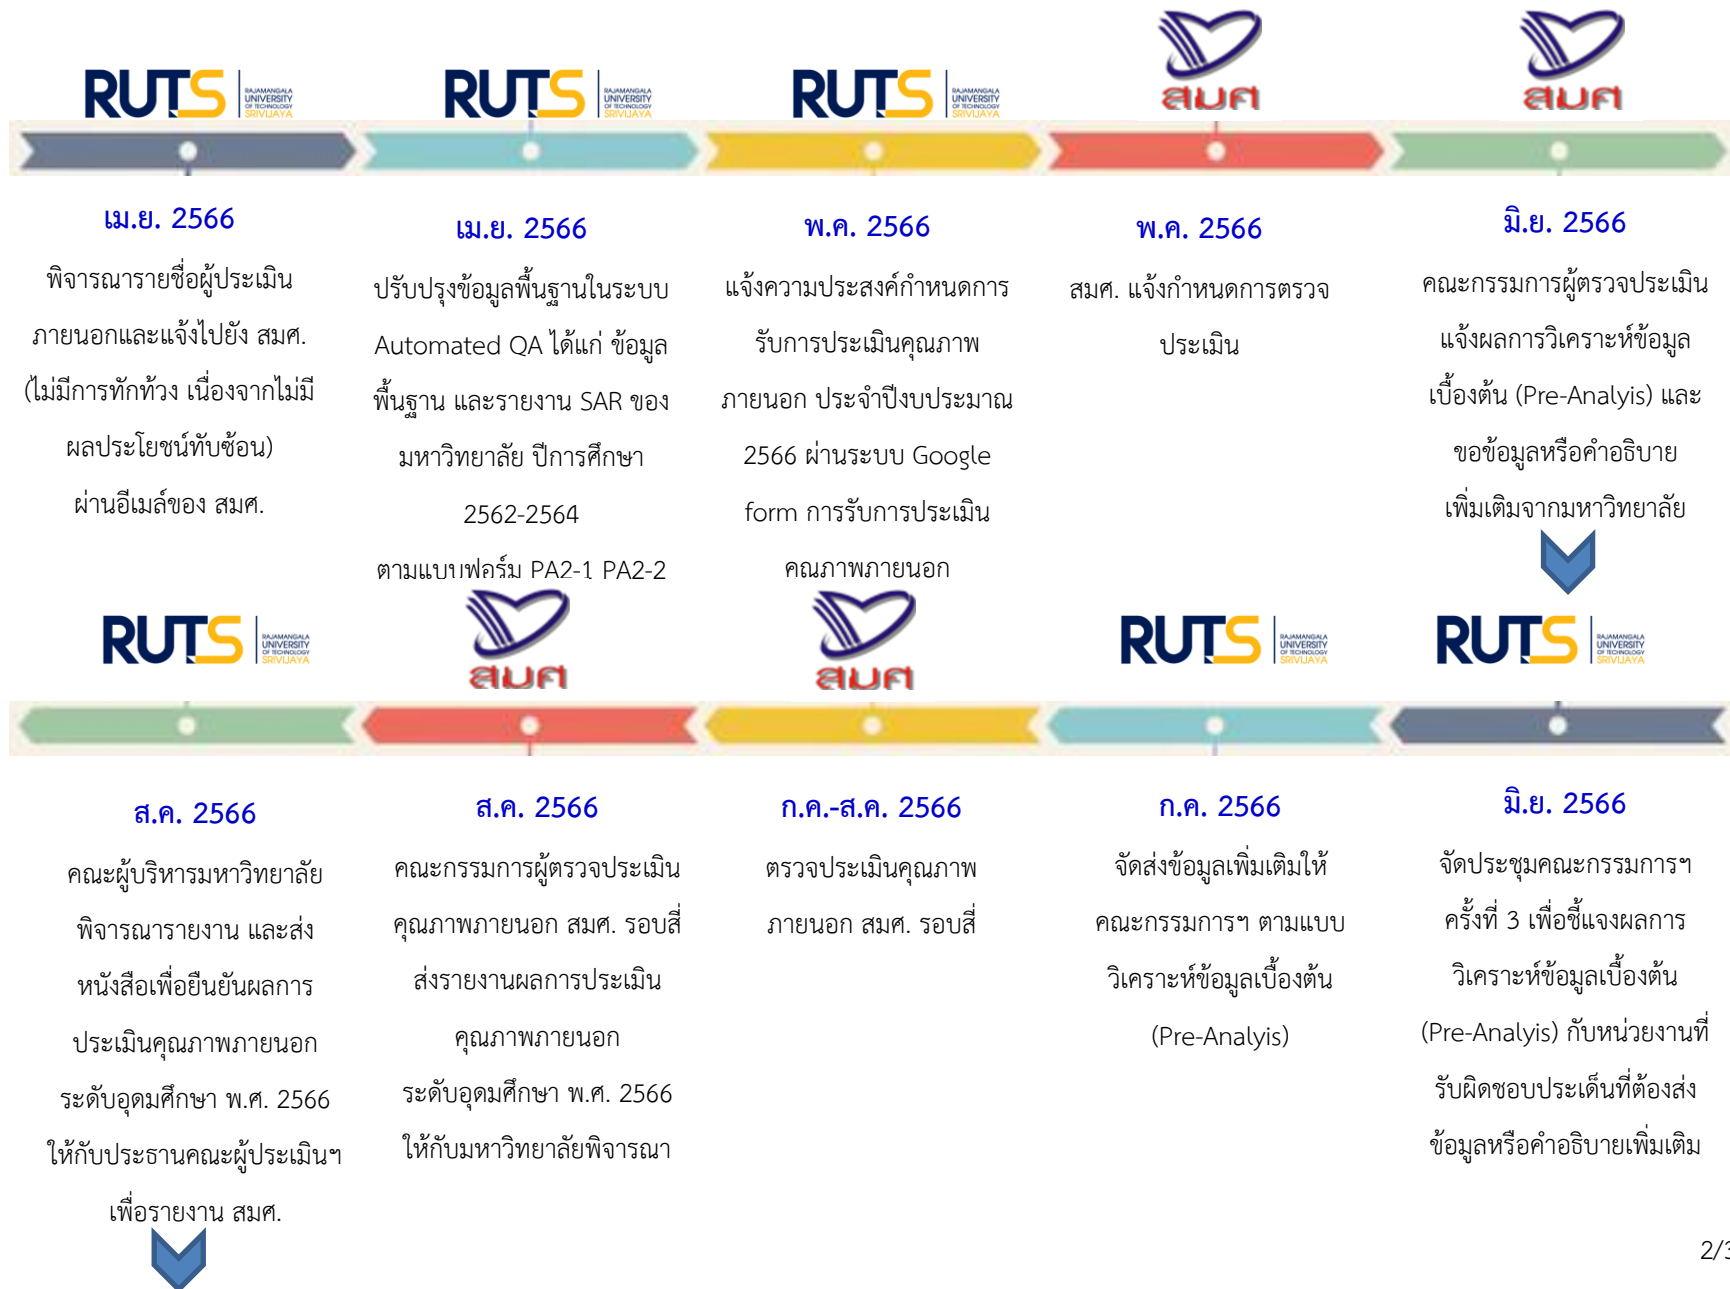 RUTS RAJAMANGALA
UNIVERSITY
OF TECHNOLOGY
SRIVIJAYA
RUTS RAJAMANGALA
UNIVERSITY
OF TECHNOLOGY
SRIVIJAYA
RUTS RAJAMANGALA
UNIVERSITY
OF TECHNOLOGY
SRIVIJAYA
สมศ
สมศ
เม.ย. 2566
พิจารณารายชื่อผู้ประเมิน
ภายนอกและแจ้งไปยัง สมศ.
(ไม่มีการทักท้วง เนื่องจากไม่มี
ผลประโยชน์ทับซ้อน)
ผ่านอีเมล์ของ สมศ.
เม.ย. 2566
ปรับปรุงข้อมูลพื้นฐานในระบบ
Automated QA ได้แก่ ข้อมูล
พื้นฐาน และรายงาน SAR ของ
มหาวิทยาลัย ปีการศึกษา
2562-2564
ตามแบบฟอร์ม PA2-1 PA2-2
พ.ค. 2566
แจ้งความประสงค์กำหนดการ
รับการประเมินคุณภาพ
ภายนอก ประจำปีงบประมาณ
2566 ผ่านระบบ Google
form การรับการประเมิน
คุณภาพภายนอก
พ.ค. 2566
สมศ. แจ้งกำหนดการตรวจ
ประเมิน
มิ.ย. 2566
คณะกรรมการผู้ตรวจประเมิน
แจ้งผลการวิเคราะห์ข้อมูล
เบื้องต้น (Pre-Analyis) และ
ขอข้อมูลหรือคำอธิบาย
เพิ่มเติมจากมหาวิทยาลัย
RUTS RAJAMANGALA
UNIVERSITY
OF TECHNOLOGY
SRIVIJAYA
สมศ
สมศ
RUTS RAJAMANGALA
UNIVERSITY
OF TECHNOLOGY
SRIVIJAYA
RUTS RAJAMANGALA
UNIVERSITY
OF TECHNOLOGY
SRIVIJAYA
ส.ค. 2566
คณะผู้บริหารมหาวิทยาลัย
พิจารณารายงาน และส่ง
หนังสือเพื่อยืนยันผลการ
ประเมินคุณภาพภายนอก
ระดับอุดมศึกษา พ.ศ. 2566
ให้กับประธานคณะผู้ประเมินฯ
เพื่อรายงาน สมศ.
ส.ค. 2566
คณะกรรมการผู้ตรวจประเมิน
คุณภาพภายนอก สมศ. รอบสี่
ส่งรายงานผลการประเมิน
คุณภาพภายนอก
ระดับอุดมศึกษา พ.ศ. 2566
ให้กับมหาวิทยาลัยพิจารณา
ก.ค.-ส.ค. 2566
ตรวจประเมินคุณภาพ
ภายนอก สมศ. รอบสี่
ก.ค. 2566
จัดส่งข้อมูลเพิ่มเติมให้
คณะกรรมการฯ ตามแบบ
วิเคราะห์ข้อมูลเบื้องต้น
(Pre-Analyis)
มิ.ย. 2566
จัดประชุมคณะกรรมการฯ
ครั้งที่ 3 เพื่อชี้แจงผลการ
วิเคราะห์ข้อมูลเบื้องต้น
(Pre-Analyis) กับหน่วยงานที่
รับผิดชอบประเด็นที่ต้องส่ง
ข้อมูลหรือคำอธิบายเพิ่มเติม
2/3